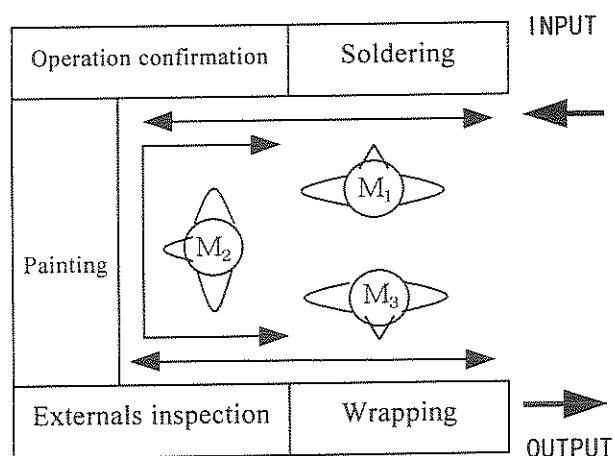 INPUT
Operation confirmation
Soldering
M₁
M₂
Painting
M₃
Externals inspection
Wrapping
OUTPUT